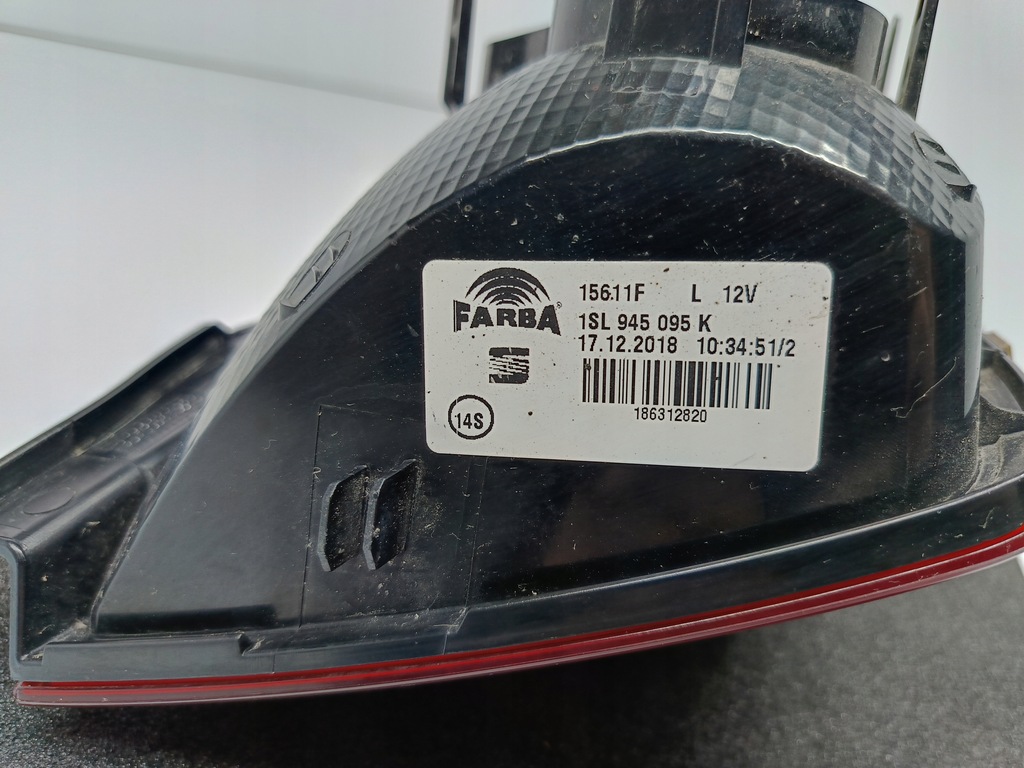 FARBA®
S
14S
156.11F L 12V
1SL 945 095 K
17.12.2018 10:34:51/2
186312820